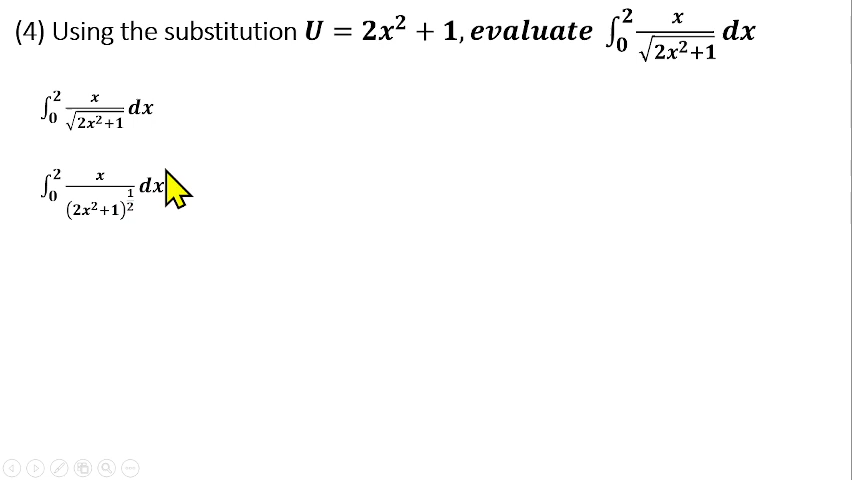 (4) Using the substitution U = 2x² + 1, evaluate ∫₀² x/√(2x²+1) dx
∫₀² x/√(2x²+1) dx
∫₀² x/(2x²+1)^(1/2) dx